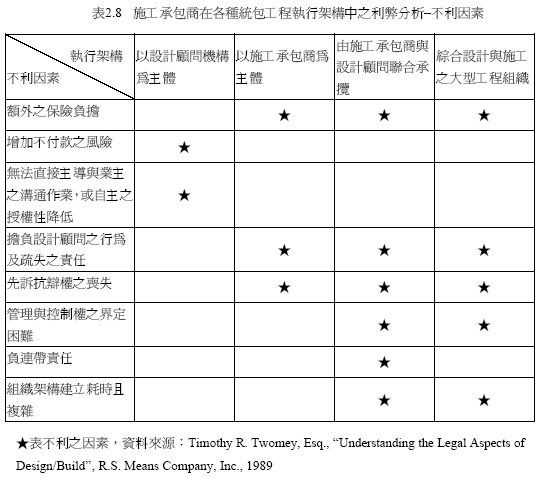 表2.8　施工承包商在各種統包工程執行架構中之利弊分析–不利因素
執行架構
不利因素
以設計顧問機構
爲主體
以施工承包商爲
主體
由施工承包商與
設計顧問聯合承
攬
綜合設計與施工
之大型工程組織
額外之保險負擔 ★ ★ ★
增加不付款之風險 ★
無法直接主導與業主
之溝通作業，或自主之
授權性降低
★
擔負設計顧問之行爲
及疏失之責任
★ ★ ★
先訴抗辯權之喪失 ★ ★ ★
管理與控制權之界定
困難
★ ★
負連帶責任 ★
組織架構建立耗時且
複雜
★ ★
★表不利之因素，資料來源：Timothy R. Twomey, Esq., “Understanding the Legal Aspects of
Design/Build”, R.S. Means Company, Inc., 1989